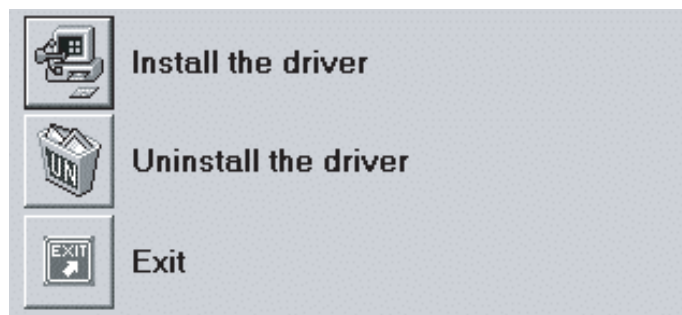 Install the driver
UN
Uninstall the driver
EXIT
Exit